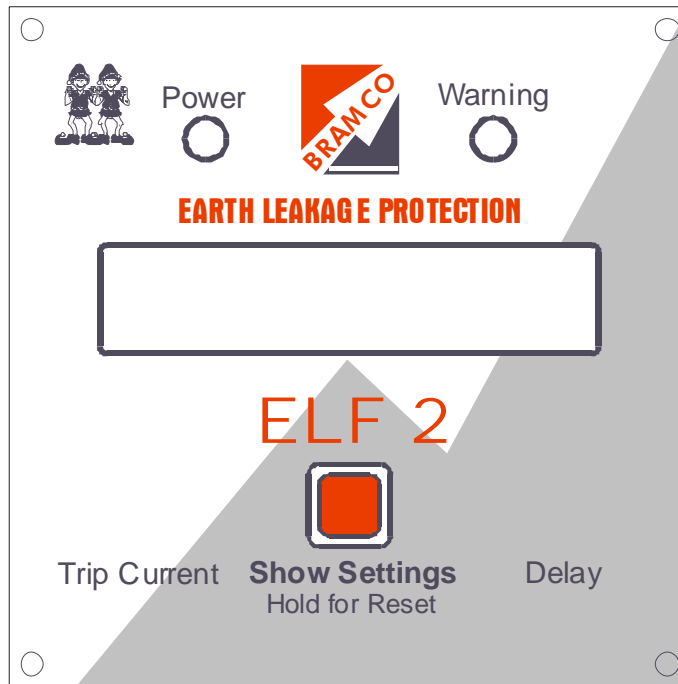 Power
BRAMCO
Warning
EARTH LEAKAGE PROTECTION
ELF 2
Trip Current
Show Settings
Delay
Hold for Reset